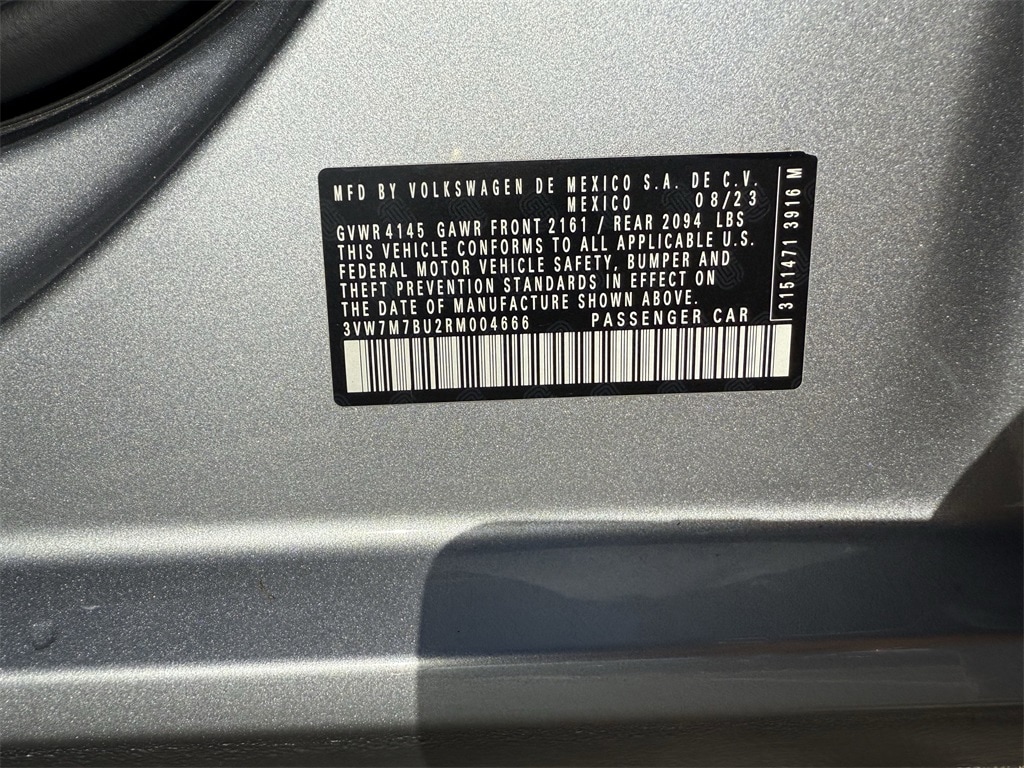 MFD BY VOLKSWAGEN DE MEXICO S.A. DE C.V.
MEXICO 08/23
GVWR 4145 GAWR FRONT 2161 / REAR 2094 LBS
THIS VEHICLE CONFORMS TO ALL APPLICABLE U.S.
FEDERAL MOTOR VEHICLE SAFETY, BUMPER AND
THEFT PREVENTION STANDARDS IN EFFECT ON
THE DATE OF MANUFACTURE SHOWN ABOVE.
3VW7M7BU2RM004666 PASSENGER CAR
3151471 3916 M